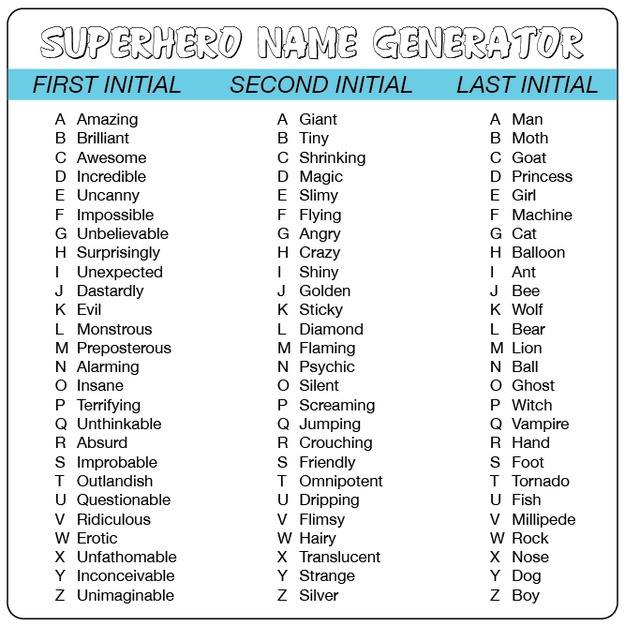 SUPERHERO NAME GENERATOR
FIRST INITIAL SECOND INITIAL LAST INITIAL
A Amazing A Giant A Man
B Brilliant B Tiny B Moth
C Awesome C Shrinking C Goat
D Incredible D Magic D Princess
E Uncanny E Slimy E Girl
F Impossible F Flying F Machine
G Unbelievable G Angry G Cat
H Surprisingly H Crazy H Balloon
I Unexpected I Shiny I Ant
J Dastardly J Golden J Bee
K Evil K Sticky K Wolf
L Monstrous L Diamond L Bear
M Preposterous M Flaming M Lion
N Alarming N Psychic N Ball
O Insane O Silent O Ghost
P Terrifying P Screaming P Witch
Q Unthinkable Q Jumping Q Vampire
R Absurd R Crouching R Hand
S Improbable S Friendly S Foot
T Outlandish T Omnipotent T Tornado
U Questionable U Dripping U Fish
V Ridiculous V Flimsy V Millipede
W Erotic W Hairy W Rock
X Unfathomable X Translucent X Nose
Y Inconceivable Y Strange Y Dog
Z Unimaginable Z Silver Z Boy